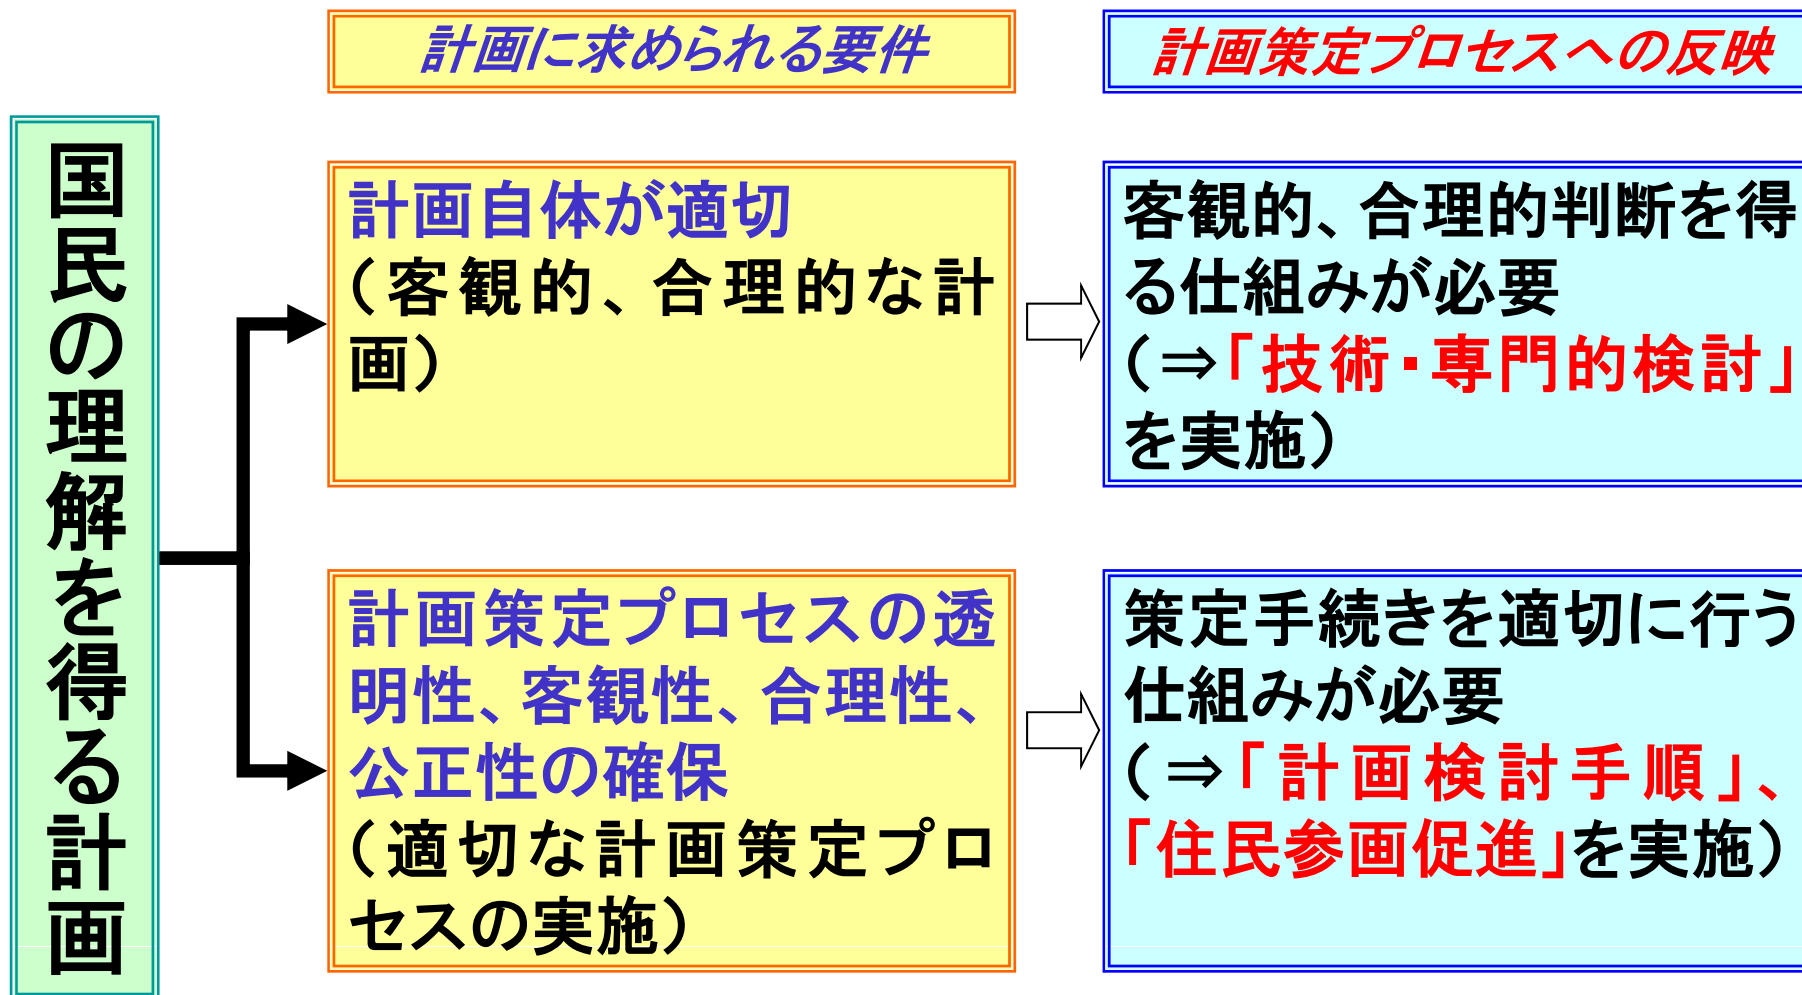 計画に求められる要件
計画策定プロセスへの反映
国民の理解を得る計画
計画自体が適切
（客観的、合理的な計
画）
客観的、合理的判断を得
る仕組みが必要
（⇒「技術・専門的検討」
を実施）
計画策定プロセスの透
明性、客観性、合理性、
公正性の確保
（適切な計画策定プロ
セスの実施）
策定手続きを適切に行う
仕組みが必要
（⇒「計画検討手順」、
「住民参画促進」を実施）